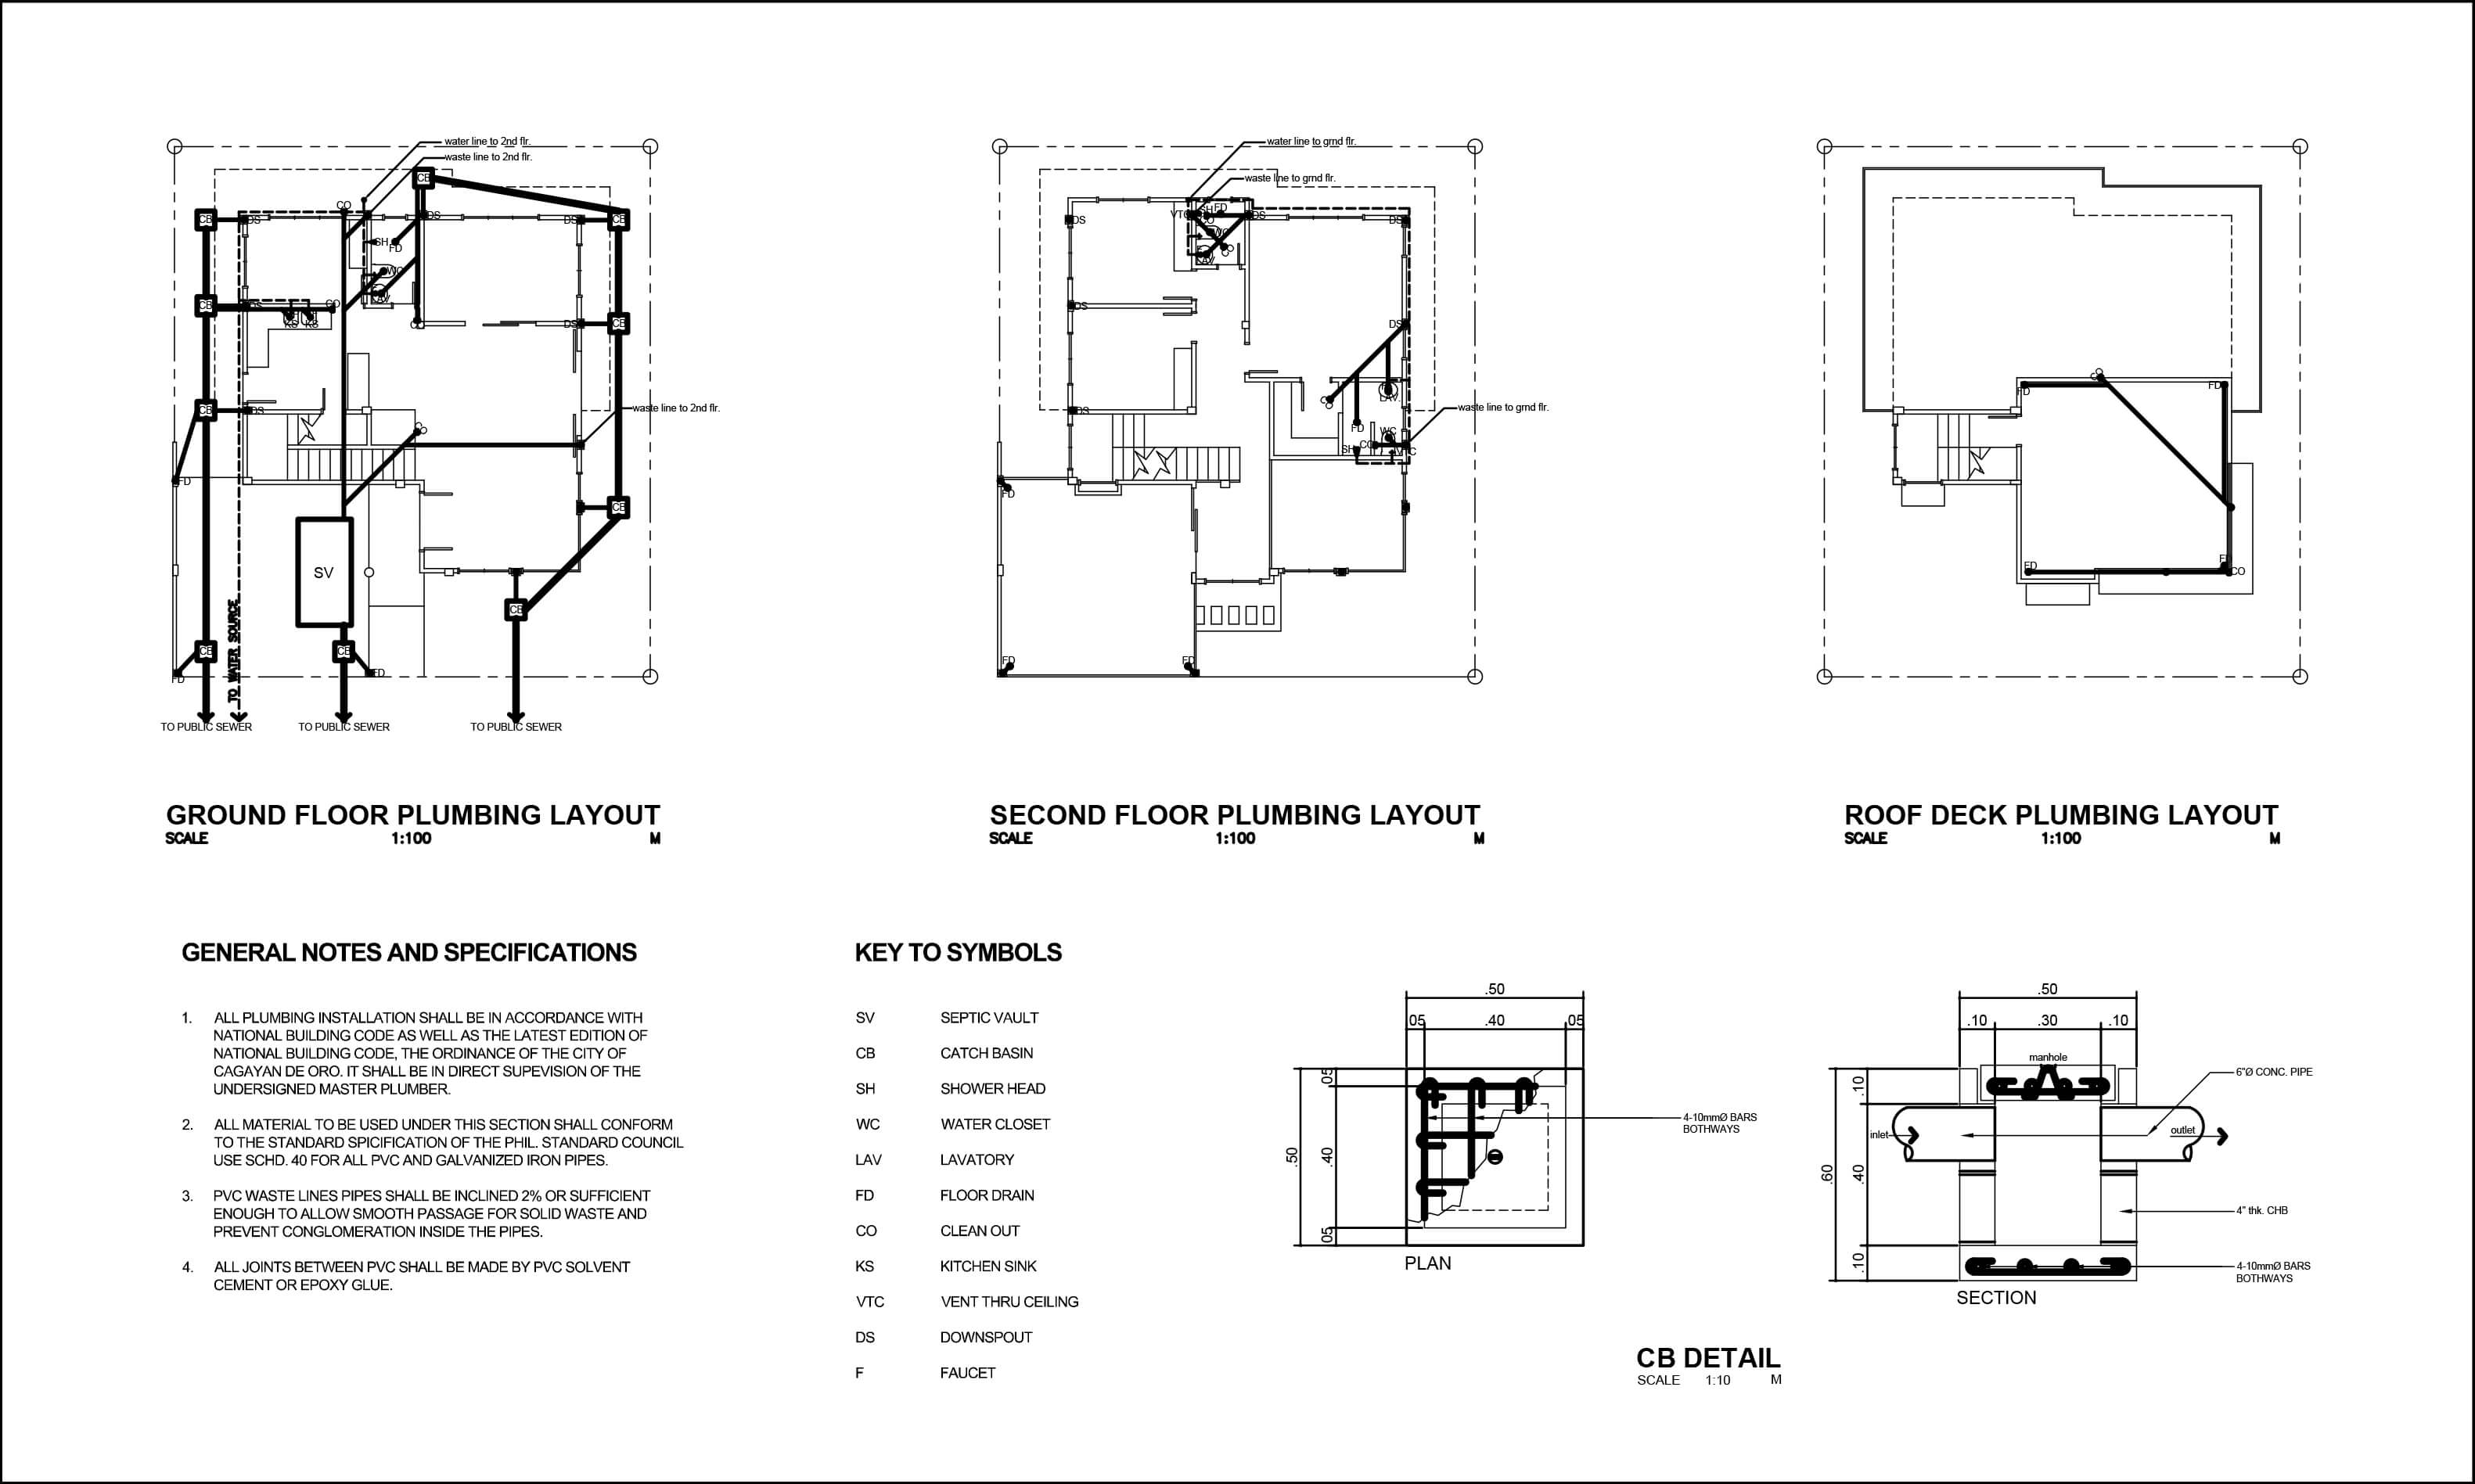 water line to 2nd flr.
waste line to 2nd flr.
CB
CO
CB
DS
DS
DS
CB
SH
FD
WC
LAV
CB
DS
CO
KS
KS
CO
DS
CB
CB
DS
waste line to 2nd flr.
CO
FD
CB
SV
CB
TO WATER SOURCE
CB
CB
FD
FD
TO PUBLIC SEWER
TO PUBLIC SEWER
TO PUBLIC SEWER
GROUND FLOOR PLUMBING LAYOUT
SCALE 1:100 M
water line to grnd flr.
waste line to grnd flr.
DS
VTC
SH
FD
CO
DS
DS
WC
CO
LAV
DS
DS
DS
CO
LAV.
waste line to grnd flr.
FD
WC
SH
CO
VTC
FD
FD
FD
SECOND FLOOR PLUMBING LAYOUT
SCALE 1:100 M
CO
FD
FD
FD
FD
CO
ROOF DECK PLUMBING LAYOUT
SCALE 1:100 M
GENERAL NOTES AND SPECIFICATIONS
1. ALL PLUMBING INSTALLATION SHALL BE IN ACCORDANCE WITH
NATIONAL BUILDING CODE AS WELL AS THE LATEST EDITION OF
NATIONAL BUILDING CODE, THE ORDINANCE OF THE CITY OF
CAGAYAN DE ORO. IT SHALL BE IN DIRECT SUPEVISION OF THE
UNDERSIGNED MASTER PLUMBER.
2. ALL MATERIAL TO BE USED UNDER THIS SECTION SHALL CONFORM
TO THE STANDARD SPICIFICATION OF THE PHIL. STANDARD COUNCIL
USE SCHD. 40 FOR ALL PVC AND GALVANIZED IRON PIPES.
3. PVC WASTE LINES PIPES SHALL BE INCLINED 2% OR SUFFICIENT
ENOUGH TO ALLOW SMOOTH PASSAGE FOR SOLID WASTE AND
PREVENT CONGLOMERATION INSIDE THE PIPES.
4. ALL JOINTS BETWEEN PVC SHALL BE MADE BY PVC SOLVENT
CEMENT OR EPOXY GLUE.
KEY TO SYMBOLS
SV SEPTIC VAULT
CB CATCH BASIN
SH SHOWER HEAD
WC WATER CLOSET
LAV LAVATORY
FD FLOOR DRAIN
CO CLEAN OUT
KS KITCHEN SINK
VTC VENT THRU CEILING
DS DOWNSPOUT
F FAUCET
.50
05 .40 05
05
.50
.40
05
4-10mmØ BARS
BOTHWAYS
PLAN
.50
.10 .30 .10
manhole
6"Ø CONC. PIPE
.10
inlet
outlet
.60
.40
4" thk. CHB
.10
4-10mmØ BARS
BOTHWAYS
SECTION
CB DETAIL
SCALE 1:10 M